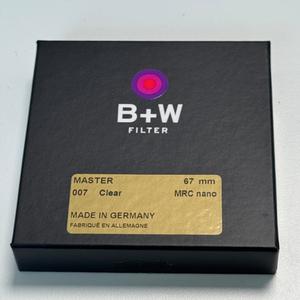 B+W
FILTER
MASTER 67 mm
007 Clear MRC nano
MADE IN GERMANY
FABRIQUÉ EN ALLEMAGNE